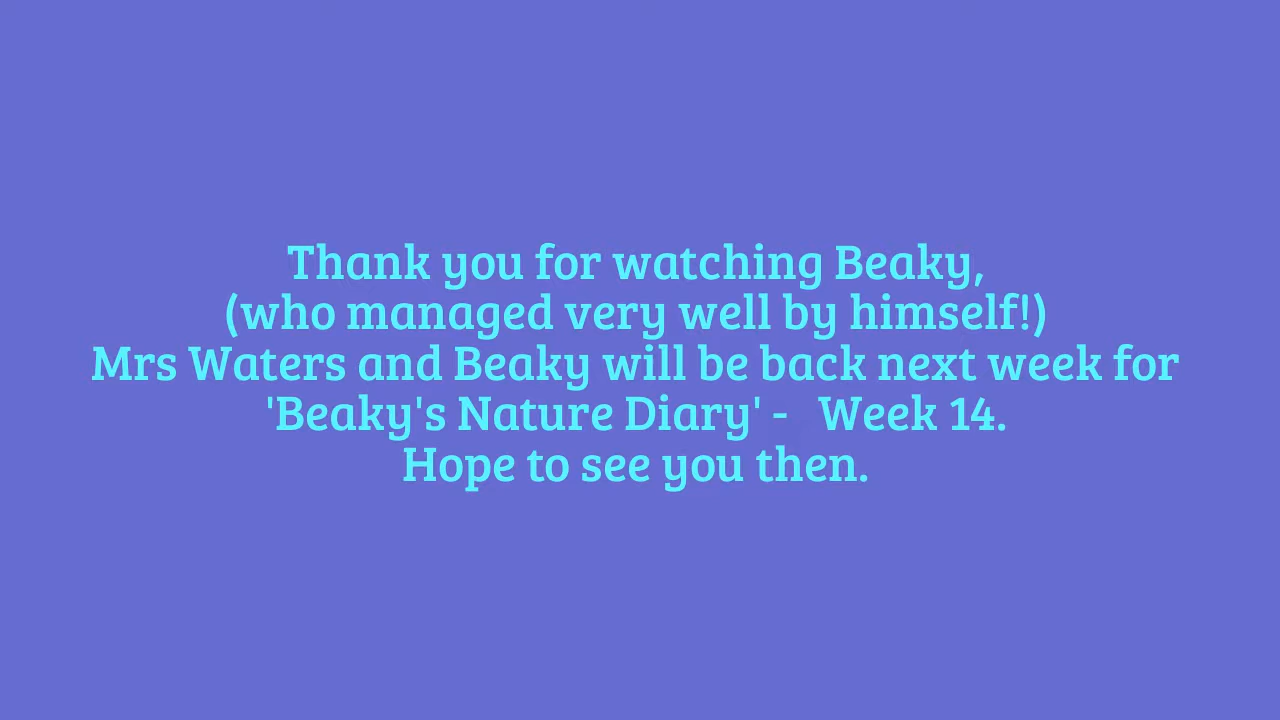 Thank you for watching Beaky,
(who managed very well by himself!)
Mrs Waters and Beaky will be back next week for
'Beaky's Nature Diary' -   Week 14.
Hope to see you then.